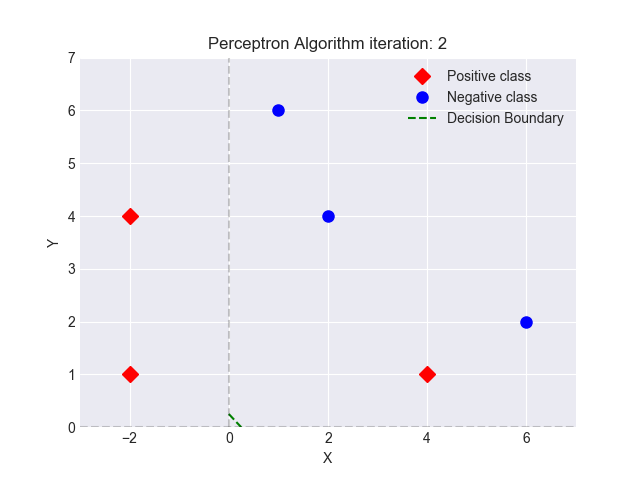 Perceptron Algorithm iteration: 2
Positive class
Negative class
Decision Boundary
7
6
5
4
3
2
1
0
Y
−2
0
2
4
6
X